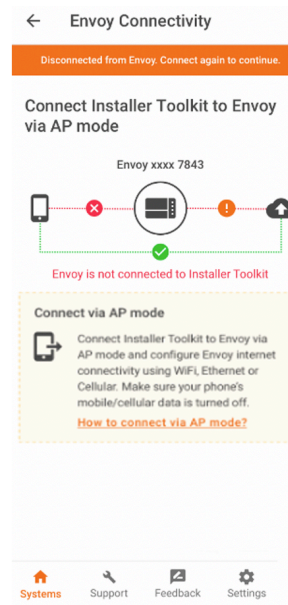 Envoy Connectivity
Disconnected from Envoy. Connect again to continue.
Connect Installer Toolkit to Envoy
via AP mode
Envoy xxxx 7843
Envoy is not connected to Installer Toolkit
Connect via AP mode
Connect Installer Toolkit to Envoy via
AP mode and configure Envoy internet
connectivity using WiFi, Ethernet or
Cellular. Make sure your phone's
mobile/cellular data is turned off.
How to connect via AP mode?
Systems
Support
Feedback
Settings